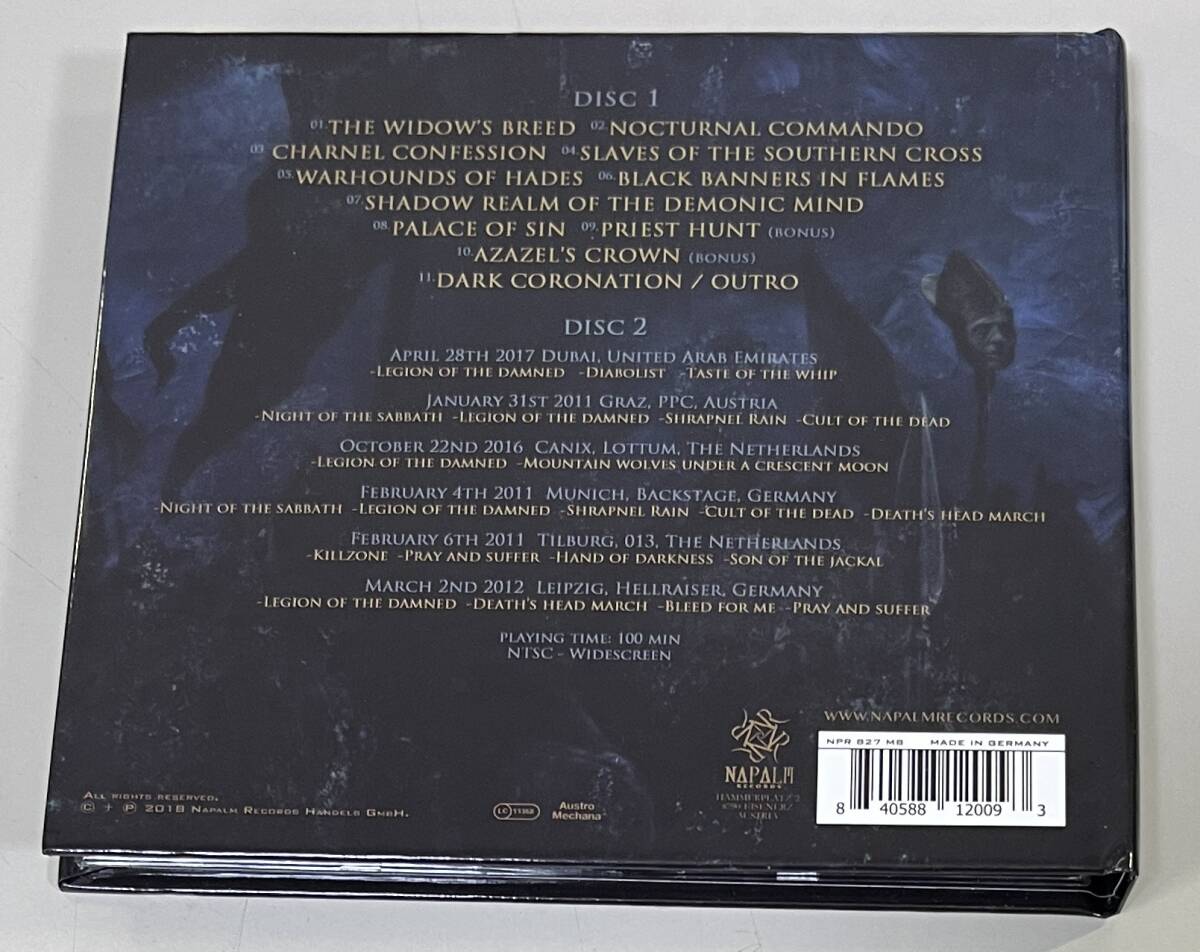 DISC 1
01. THE WIDOW'S BREED 02. NOCTURNAL COMMANDO
03. CHARNEL CONFESSION 04. SLAVES OF THE SOUTHERN CROSS
05. WARHOUNDS OF HADES 06. BLACK BANNERS IN FLAMES
07. SHADOW REALM OF THE DEMONIC MIND
08. PALACE OF SIN 09. PRIEST HUNT (BONUS)
10. AZAZEL'S CROWN (BONUS)
11. DARK CORONATION / OUTRO
DISC 2
APRIL 28TH 2017 DUBAI, UNITED ARAB EMIRATES
-LEGION OF THE DAMNED -DIABOLIST -TASTE OF THE WHIP
JANUARY 31ST 2011 GRAZ, PPC, AUSTRIA
-NIGHT OF THE SABBATH -LEGION OF THE DAMNED -SHRAPNEL RAIN -CULT OF THE DEAD
OCTOBER 22ND 2016 CANIX, LOTTUM, THE NETHERLANDS
-LEGION OF THE DAMNED -MOUNTAIN WOLVES UNDER A CRESCENT MOON
FEBRUARY 4TH 2011 MUNICH, BACKSTAGE, GERMANY
-NIGHT OF THE SABBATH -LEGION OF THE DAMNED -SHRAPNEL RAIN -CULT OF THE DEAD -DEATH'S HEAD MARCH
FEBRUARY 6TH 2011 TILBURG, 013, THE NETHERLANDS
-KILLZONE -PRAY AND SUFFER -HAND OF DARKNESS -SON OF THE JACKAL
MARCH 2ND 2012 LEIPZIG, HELLRAISER, GERMANY
-LEGION OF THE DAMNED -DEATH'S HEAD MARCH -BLEED FOR ME -PRAY AND SUFFER
PLAYING TIME: 100 MIN
NTSC - WIDESCREEN
WWW.NAPALMRECORDS.COM
NPR 827 MB MADE IN GERMANY
8 40588 12009 3
NAPALM
RECORDS
HAMMERPLATZ 2
8790 EISENERZ
AUSTRIA
ALL RIGHTS RESERVED.
© + ℗ 2018 NAPALM RECORDS HANDELS GMBH.
LC 11368
Austro
Mechana